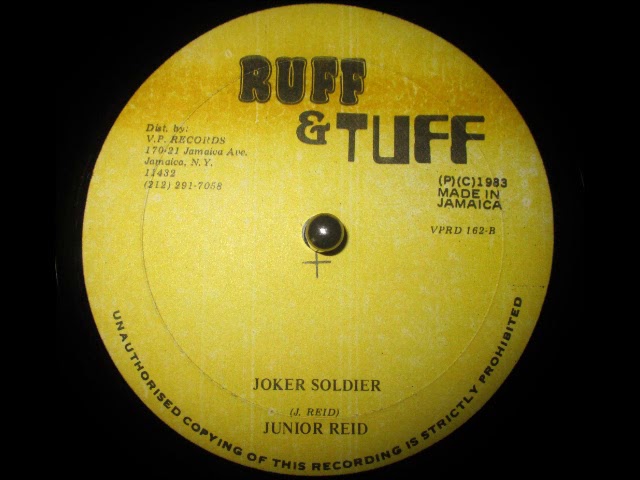 RUFF
& TUFF
Dist. by:
V.P. RECORDS
170-21 Jamaica Ave.
Jamaica, N.Y.
11432
(212) 291-7058
(P)(C)1983
MADE IN
JAMAICA
VPRD 162-B
JOKER SOLDIER
(J. REID)
JUNIOR REID
UNAUTHORISED COPYING OF THIS RECORDING IS STRICTLY PROHIBITED